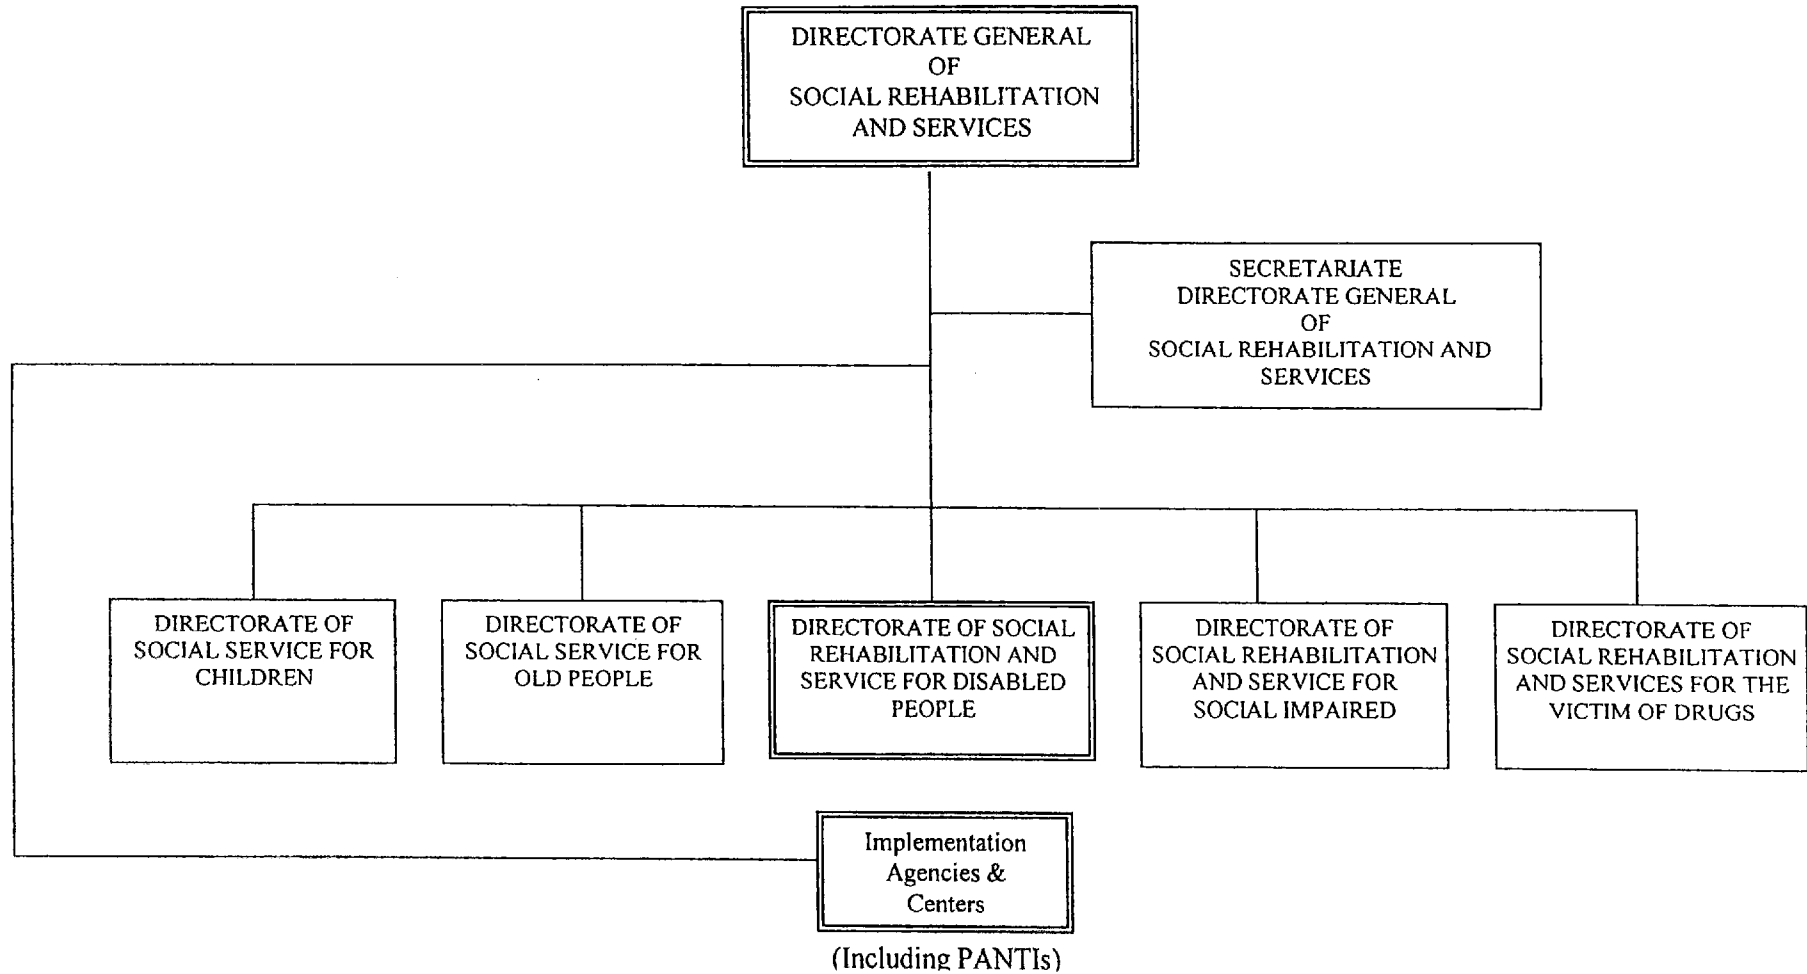 DIRECTORATE GENERAL
OF
SOCIAL REHABILITATION
AND SERVICES
SECRETARIATE
DIRECTORATE GENERAL
OF
SOCIAL REHABILITATION AND
SERVICES
DIRECTORATE OF
SOCIAL SERVICE FOR
CHILDREN
DIRECTORATE OF
SOCIAL SERVICE FOR
OLD PEOPLE
DIRECTORATE OF SOCIAL
REHABILITATION AND
SERVICE FOR DISABLED
PEOPLE
DIRECTORATE OF
SOCIAL REHABILITATION
AND SERVICE FOR
SOCIAL IMPAIRED
DIRECTORATE OF
SOCIAL REHABILITATION
AND SERVICES FOR THE
VICTIM OF DRUGS
Implementation
Agencies &
Centers
(Including PANTIs)